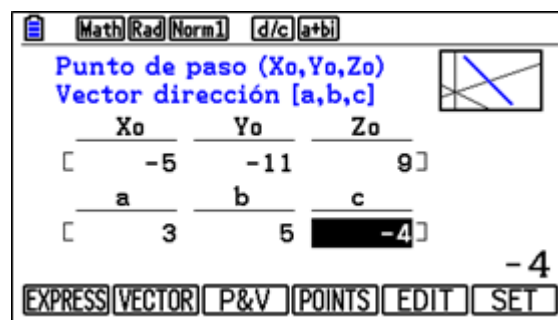 Math Rad Norm1 d/c a+bi
Punto de paso (Xo,Yo,Zo)
Vector dirección [a,b,c]
Xo Yo Zo
[ -5 -11 9]
a b c
[ 3 5 -4]
-4
EXPRESS VECTOR P&V POINTS EDIT SET